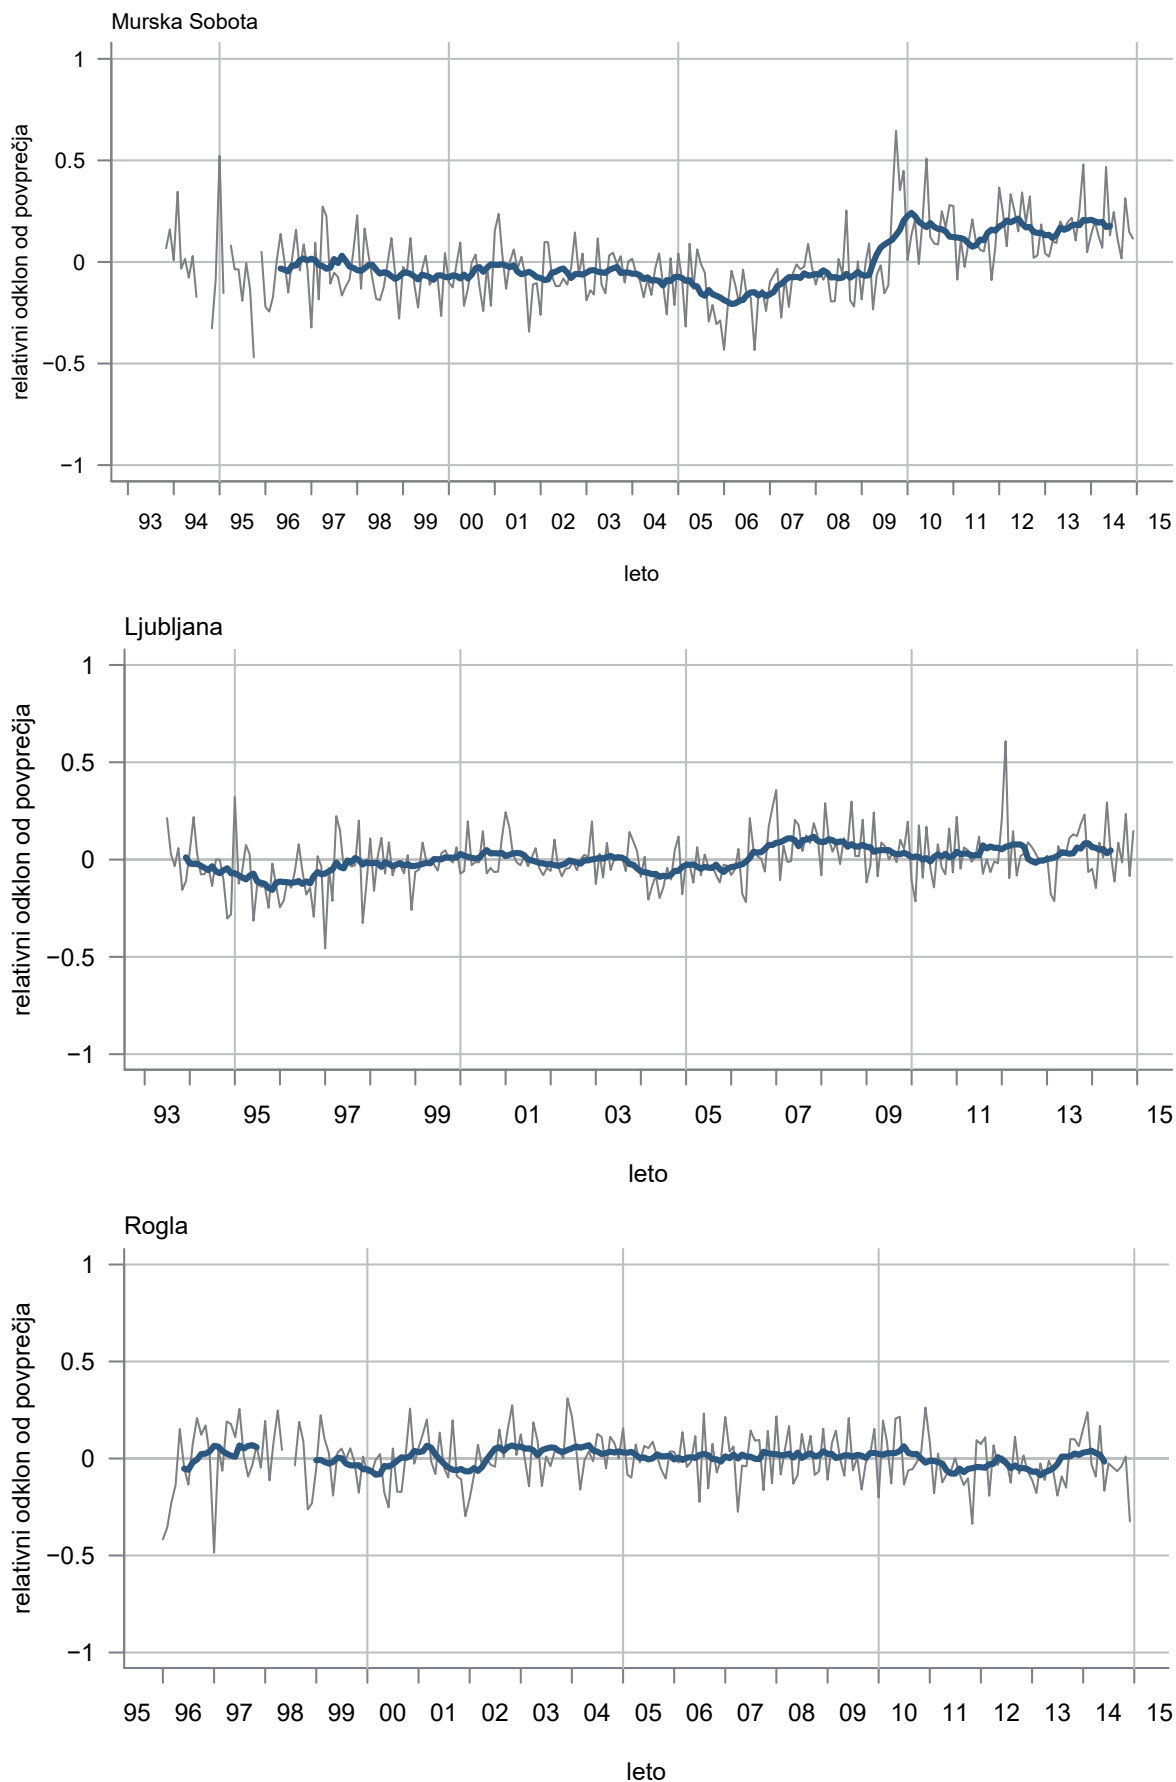 Murska Sobota
relativni odklon od povprečja
1
0.5
0
−0.5
−1
93 94 95 96 97 98 99 00 01 02 03 04 05 06 07 08 09 10 11 12 13 14 15
leto
Ljubljana
relativni odklon od povprečja
1
0.5
0
−0.5
−1
93 95 97 99 01 03 05 07 09 11 13 15
leto
Rogla
relativni odklon od povprečja
1
0.5
0
−0.5
−1
95 96 97 98 99 00 01 02 03 04 05 06 07 08 09 10 11 12 13 14 15
leto